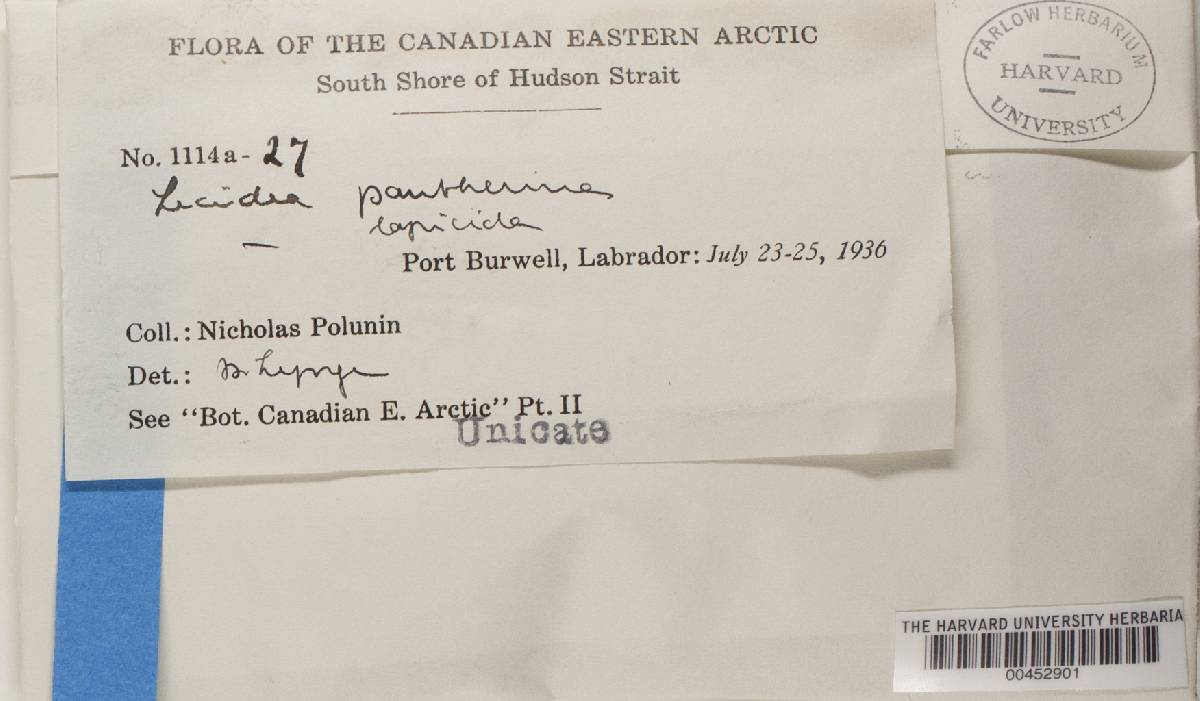 FLORA OF THE CANADIAN EASTERN ARCTIC
South Shore of Hudson Strait
No. 1114a- 27
Lecidea pantherina
lapicida
—
Port Burwell, Labrador: July 23-25, 1936
Coll.: Nicholas Polunin
Det.: Lynge
See "Bot. Canadian E. Arctic" Pt. II
Unicate
FARLOW HERBARIUM
HARVARD
UNIVERSITY
THE HARVARD UNIVERSITY HERBARIA
00452901